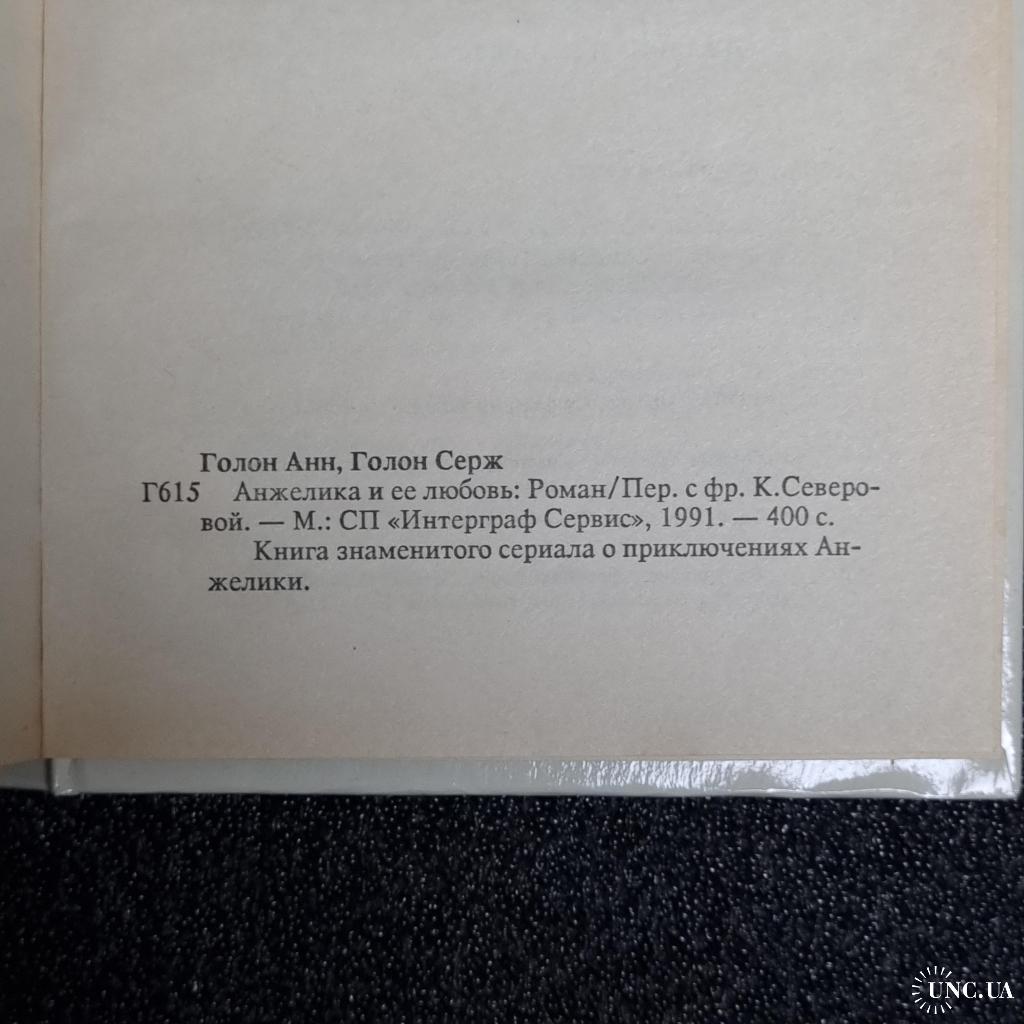 Голон Анн, Голон Серж
Г615 Анжелика и ее любовь: Роман/Пер. с фр. К.Северо-
вой. — М.: СП «Интерграф Сервис», 1991. — 400 с.
Книга знаменитого сериала о приключениях Ан-
желики.
UNC.UA